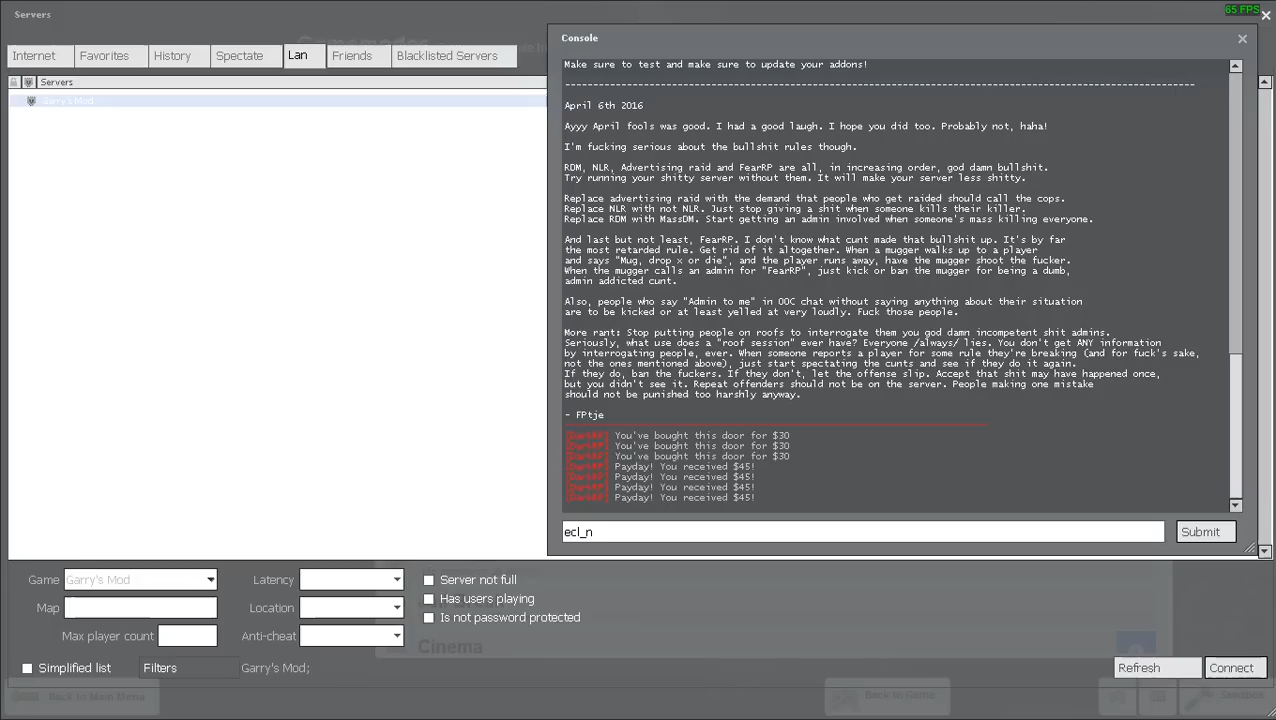 Servers
65 FPS
Internet
Favorites
History
Spectate
Lan
Friends
Blacklisted Servers
Servers
Garry's Mod
Console
Make sure to test and make sure to update your addons!
--------------------------------------------------------------------------------------------------------
April 6th 2016
Ayyy April fools was good. I had a good laugh. I hope you did too. Probably not, haha!
I'm fucking serious about the bullshit rules though.
RDM, NLR, Advertising raid and FearRP are all, in increasing order, god damn bullshit.
Try running your shitty server without them. It will make your server less shitty.
Replace advertising raid with the demand that people who get raided should call the cops.
Replace NLR with not NLR. Just stop giving a shit when someone kills their killer.
Replace RDM with MassDM. Start getting an admin involved when someone's mass killing everyone.
And last but not least, FearRP. I don't know what cunt made that bullshit up. It's by far
the most retarded rule. Get rid of it altogether. When a mugger walks up to a player
and says "Mug, drop x or die", and the player runs away, have the mugger shoot the fucker.
When the mugger calls an admin for "FearRP", just kick or ban the mugger for being a dumb,
admin addicted cunt.
Also, people who say "Admin to me" in OOC chat without saying anything about their situation
are to be kicked or at least yelled at very loudly. Fuck those people.
More rant: Stop putting people on roofs to interrogate them you god damn incompetent shit admins.
Seriously, what use does a "roof session" ever have? Everyone /always/ lies. You don't get ANY information
by interrogating people, ever. When someone reports a player for some rule they're breaking (and for fuck's sake,
not the ones mentioned above), just start spectating the cunts and see if they do it again.
If they do, ban the fuckers. If they don't, let the offense slip. Accept that shit may have happened once,
but you didn't see it. Repeat offenders should not be on the server. People making one mistake
should not be punished too harshly anyway.
- FPtje
[DarkRP] You've bought this door for $30
[DarkRP] You've bought this door for $30
[DarkRP] You've bought this door for $30
[DarkRP] Payday! You received $45!
[DarkRP] Payday! You received $45!
[DarkRP] Payday! You received $45!
[DarkRP] Payday! You received $45!
ecl_n
Submit
Game
Garry's Mod
Latency
Server not full
Map
Location
Has users playing
Is not password protected
Max player count
Anti-cheat
Cinema
Simplified list
Filters
Garry's Mod;
Refresh
Connect
Back to Main Menu
Back to Game
Sandbox